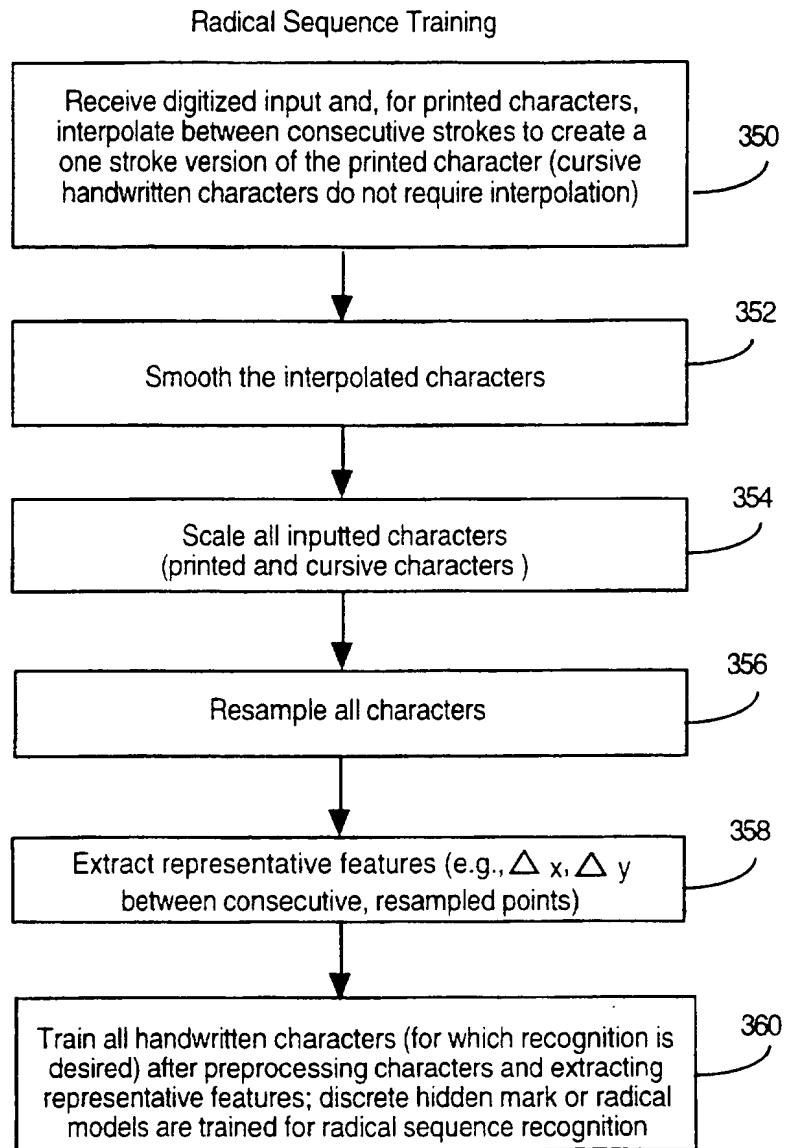 Radical Sequence Training
Receive digitized input and, for printed characters,
interpolate between consecutive strokes to create a
one stroke version of the printed character (cursive
handwritten characters do not require interpolation)
350
352
Smooth the interpolated characters
354
Scale all inputted characters
(printed and cursive characters )
356
Resample all characters
358
Extract representative features (e.g., △ x, △ y
between consecutive, resampled points)
360
Train all handwritten characters (for which recognition is
desired) after preprocessing characters and extracting
representative features; discrete hidden mark or radical
models are trained for radical sequence recognition